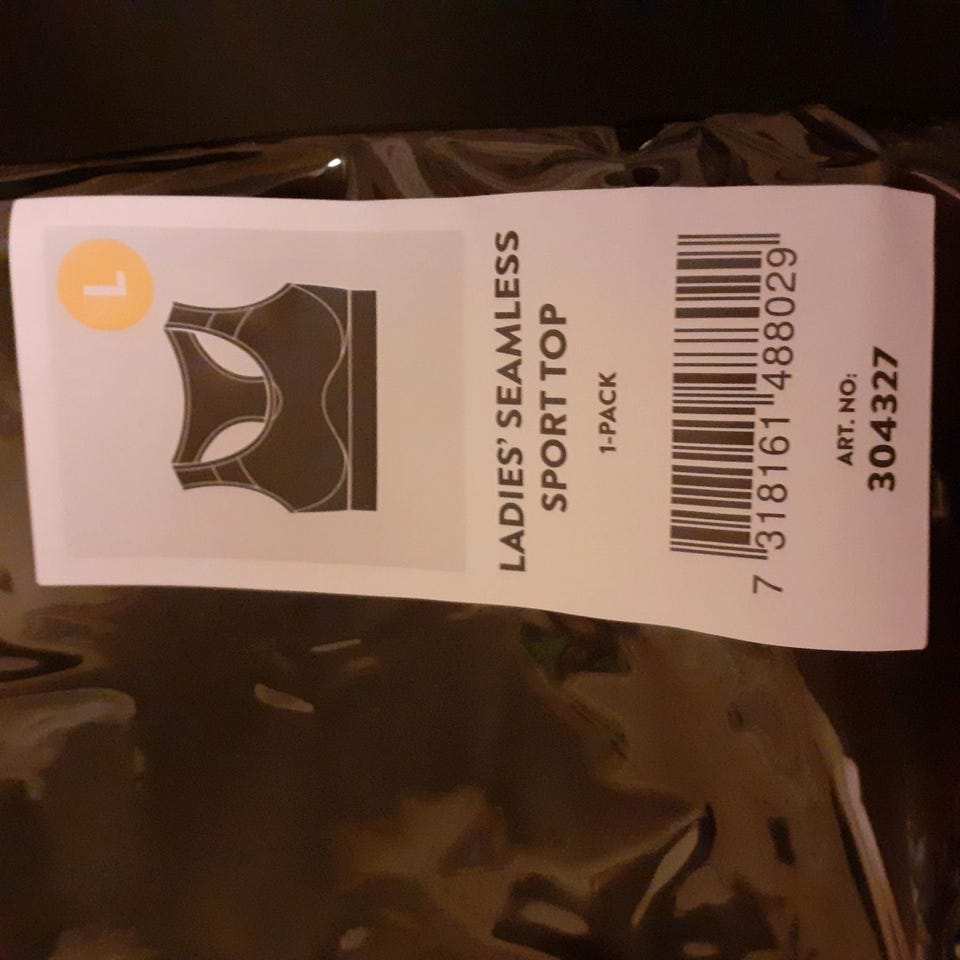 L
LADIES' SEAMLESS
SPORT TOP
1-PACK
7 318161 488029
ART. NO:
304327